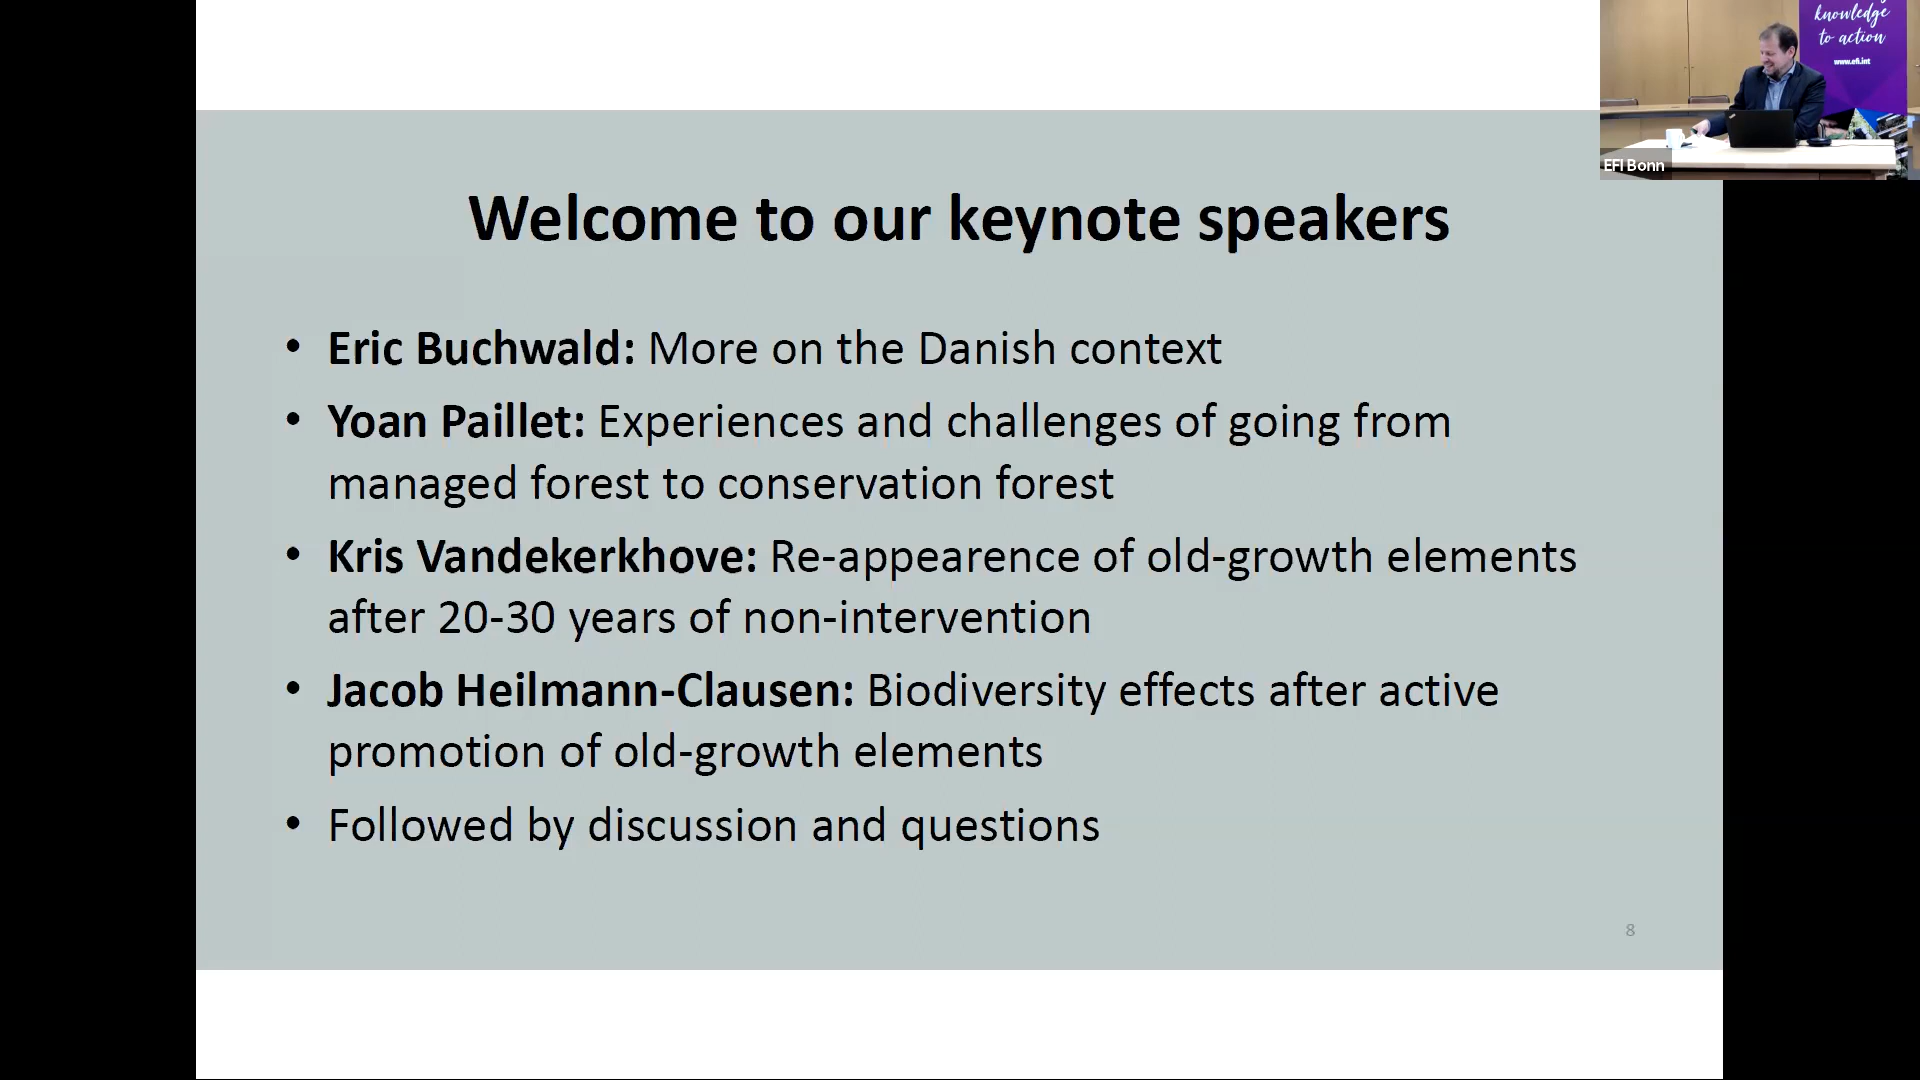 knowledge
to action
www.efi.int
EFI Bonn
Welcome to our keynote speakers
• Eric Buchwald: More on the Danish context
• Yoan Paillet: Experiences and challenges of going from
managed forest to conservation forest
• Kris Vandekerkhove: Re-appearence of old-growth elements
after 20-30 years of non-intervention
• Jacob Heilmann-Clausen: Biodiversity effects after active
promotion of old-growth elements
• Followed by discussion and questions
8